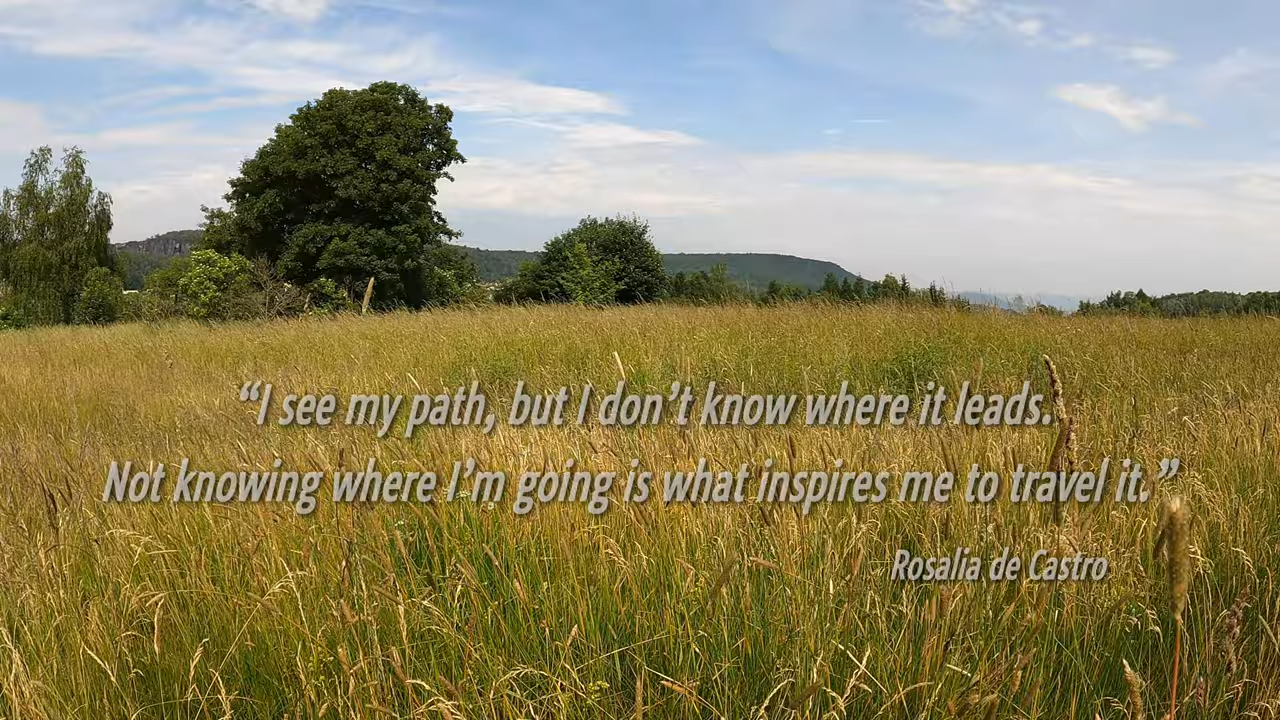 “I see my path, but I don’t know where it leads.
Not knowing where I’m going is what inspires me to travel it.”
Rosalia de Castro